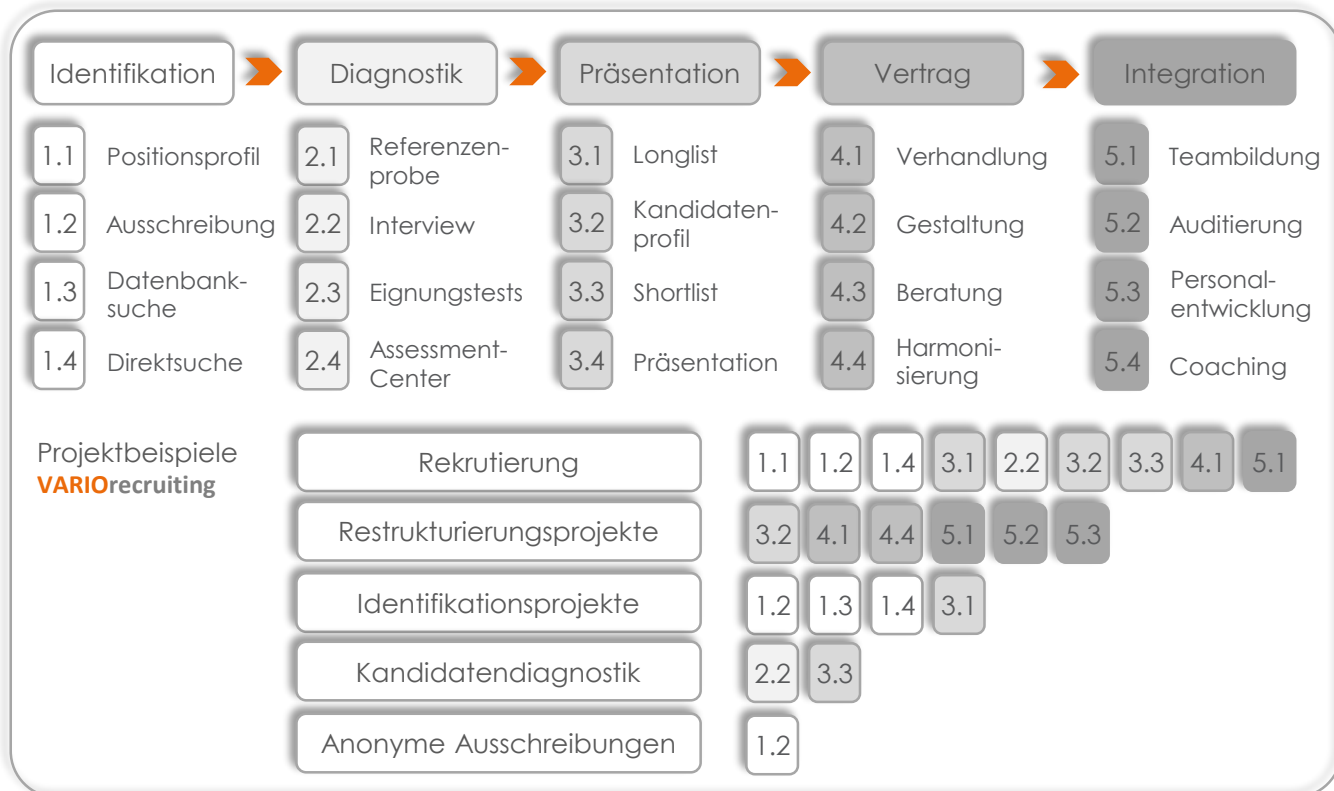 Identifikation Diagnostik Präsentation Vertrag Integration
1.1 Positionsprofil 2.1 Referenzen-
probe 3.1 Longlist 4.1 Verhandlung 5.1 Teambildung
1.2 Ausschreibung 2.2 Interview 3.2 Kandidaten-
profil 4.2 Gestaltung 5.2 Auditierung
1.3 Datenbank-
suche 2.3 Eignungstests 3.3 Shortlist 4.3 Beratung 5.3 Personal-
entwicklung
1.4 Direktsuche 2.4 Assessment-
Center 3.4 Präsentation 4.4 Harmoni-
sierung 5.4 Coaching
Projektbeispiele
VARIOrecruiting
Rekrutierung 1.1 1.2 1.4 3.1 2.2 3.2 3.3 4.1 5.1
Restrukturierungsprojekte 3.2 4.1 4.4 5.1 5.2 5.3
Identifikationsprojekte 1.2 1.3 1.4 3.1
Kandidatendiagnostik 2.2 3.3
Anonyme Ausschreibungen 1.2